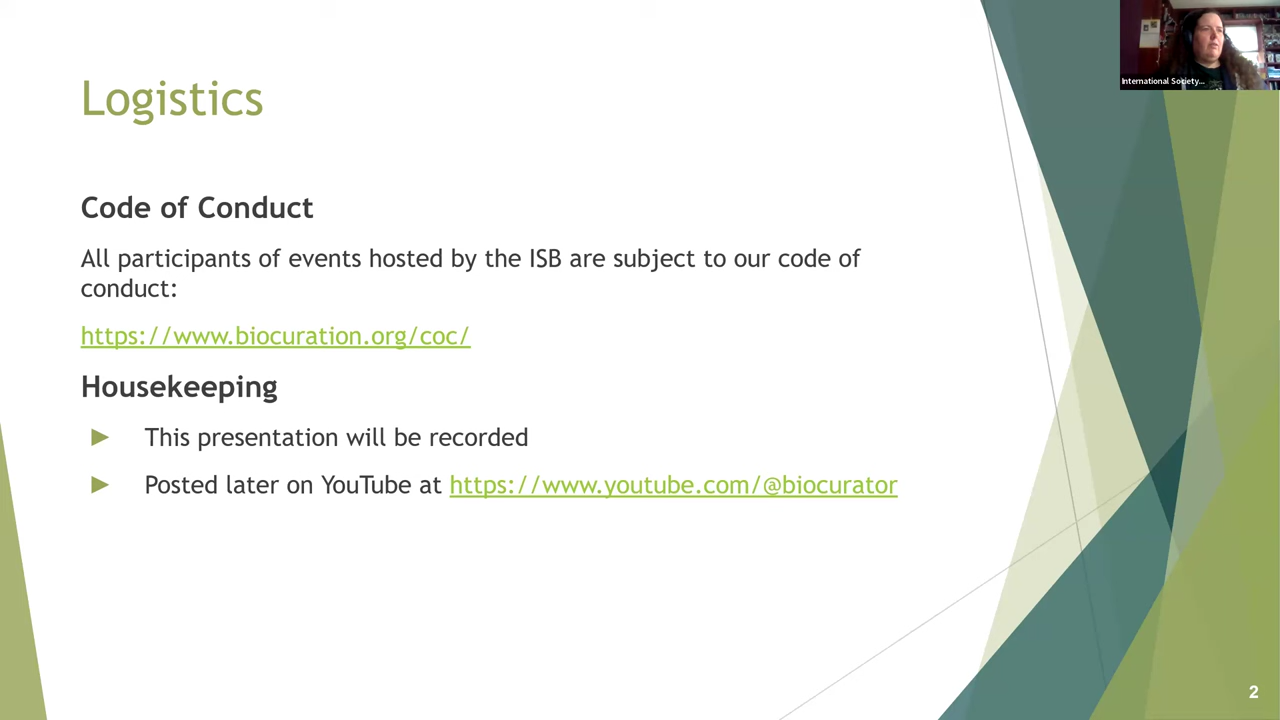 International Society...
Logistics
Code of Conduct
All participants of events hosted by the ISB are subject to our code of
conduct:
https://www.biocuration.org/coc/
Housekeeping
► This presentation will be recorded
► Posted later on YouTube at https://www.youtube.com/@biocurator
2